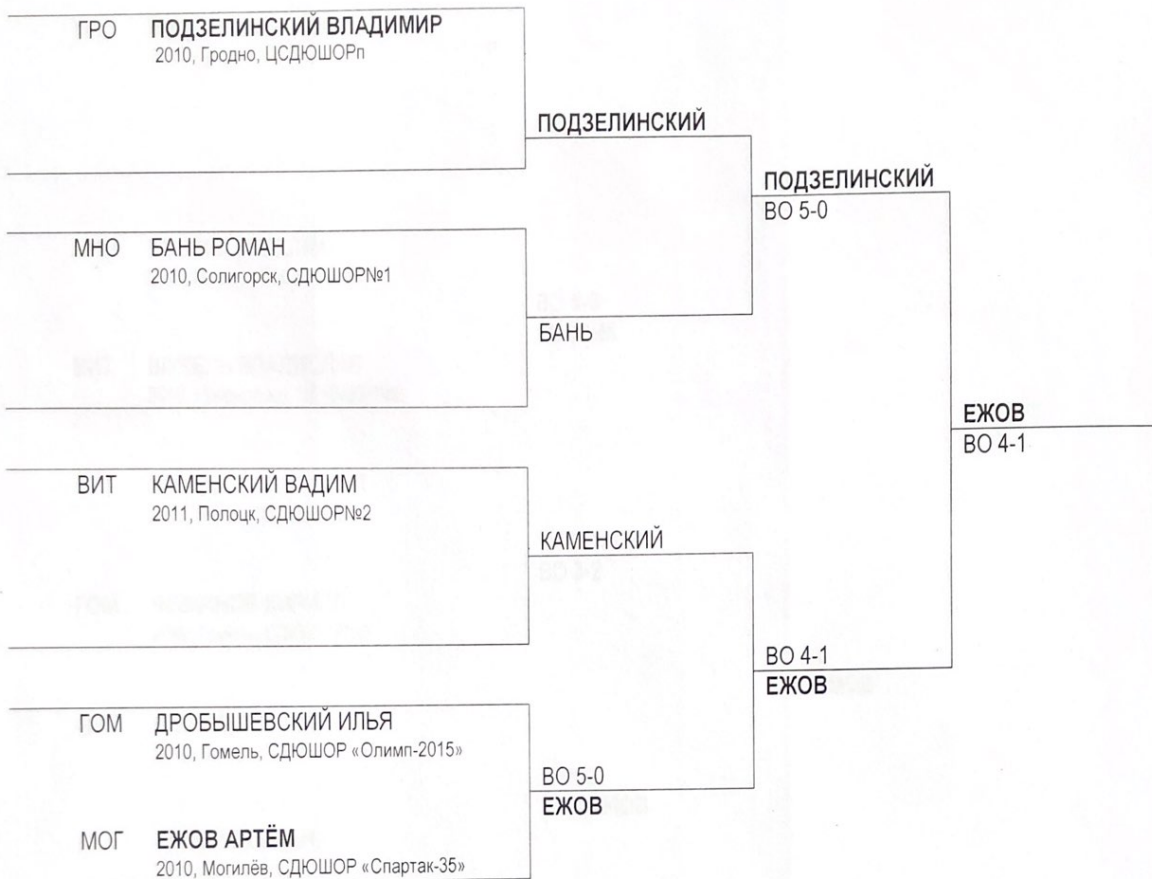 ГРО ПОДЗЕЛИНСКИЙ ВЛАДИМИР
2010, Гродно, ЦСДЮШОРп
ПОДЗЕЛИНСКИЙ
ПОДЗЕЛИНСКИЙ
ВО 5-0
МНО БАНЬ РОМАН
2010, Солигорск, СДЮШОР№1
БАНЬ
ЕЖОВ
ВО 4-1
ВИТ КАМЕНСКИЙ ВАДИМ
2011, Полоцк, СДЮШОР№2
КАМЕНСКИЙ
ВО 4-1
ЕЖОВ
ГОМ ДРОБЫШЕВСКИЙ ИЛЬЯ
2010, Гомель, СДЮШОР «Олимп-2015»
ВО 5-0
ЕЖОВ
МОГ ЕЖОВ АРТЁМ
2010, Могилёв, СДЮШОР «Спартак-35»